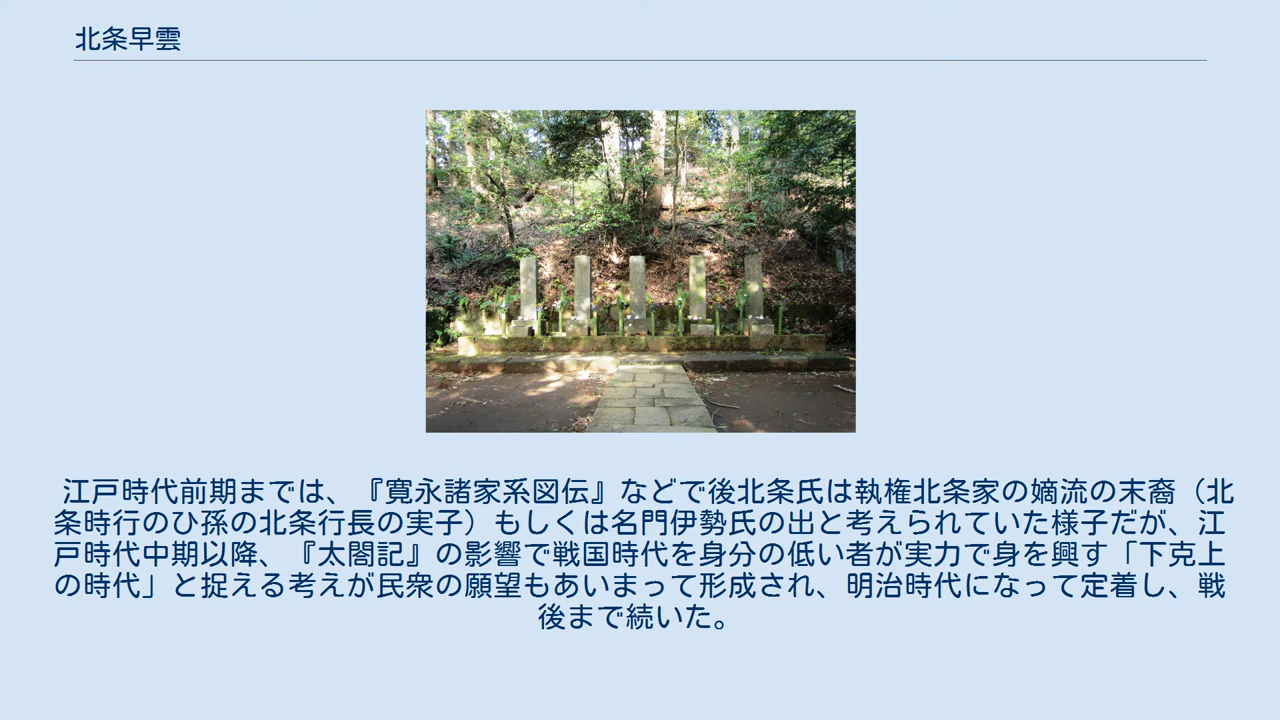 北条早雲
江戸時代前期までは、『寛永諸家系図伝』などで後北条氏は執権北条家の嫡流の末裔（北
条時行のひ孫の北条行長の実子）もしくは名門伊勢氏の出と考えられていた様子だが、江
戸時代中期以降、『太閤記』の影響で戦国時代を身分の低い者が実力で身を興す「下克上
の時代」と捉える考えが民衆の願望もあいまって形成され、明治時代になって定着し、戦
後まで続いた。